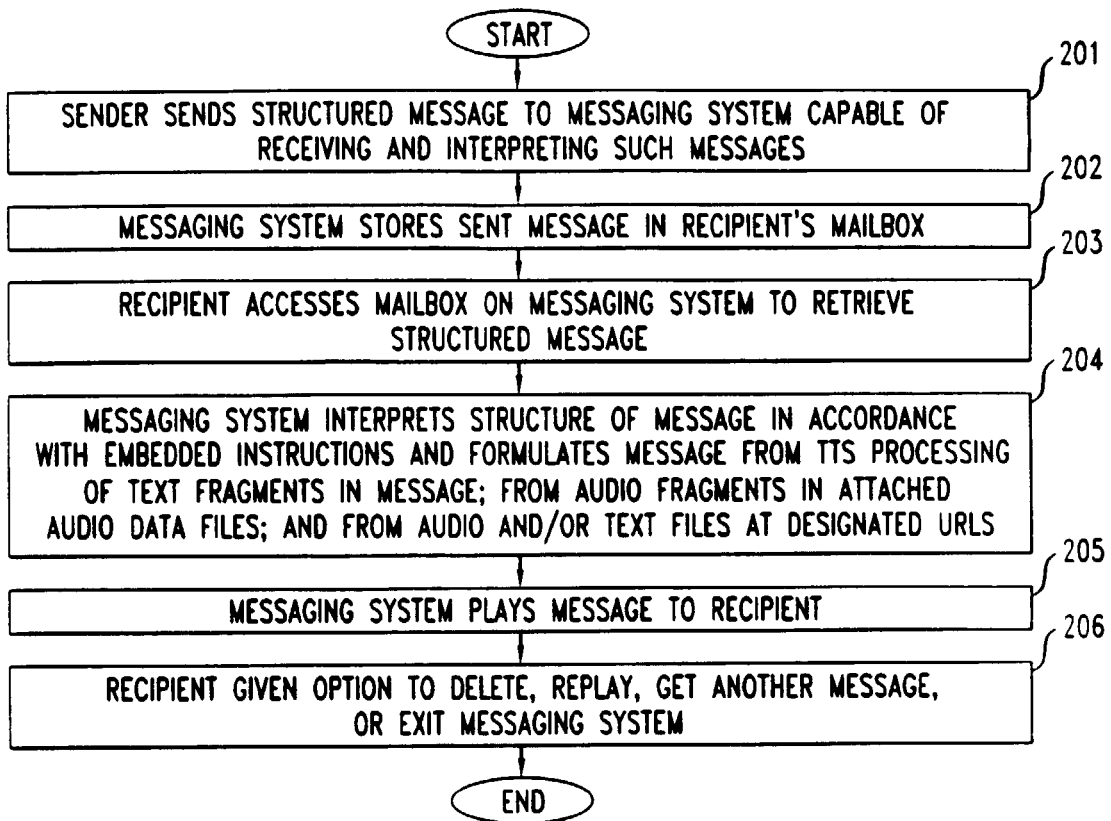 START
201
SENDER SENDS STRUCTURED MESSAGE TO MESSAGING SYSTEM CAPABLE OF
RECEIVING AND INTERPRETING SUCH MESSAGES
202
MESSAGING SYSTEM STORES SENT MESSAGE IN RECIPIENT'S MAILBOX
203
RECIPIENT ACCESSES MAILBOX ON MESSAGING SYSTEM TO RETRIEVE
STRUCTURED MESSAGE
204
MESSAGING SYSTEM INTERPRETS STRUCTURE OF MESSAGE IN ACCORDANCE
WITH EMBEDDED INSTRUCTIONS AND FORMULATES MESSAGE FROM TTS PROCESSING
OF TEXT FRAGMENTS IN MESSAGE; FROM AUDIO FRAGMENTS IN ATTACHED
AUDIO DATA FILES; AND FROM AUDIO AND/OR TEXT FILES AT DESIGNATED URLS
205
MESSAGING SYSTEM PLAYS MESSAGE TO RECIPIENT
206
RECIPIENT GIVEN OPTION TO DELETE, REPLAY, GET ANOTHER MESSAGE,
OR EXIT MESSAGING SYSTEM
END